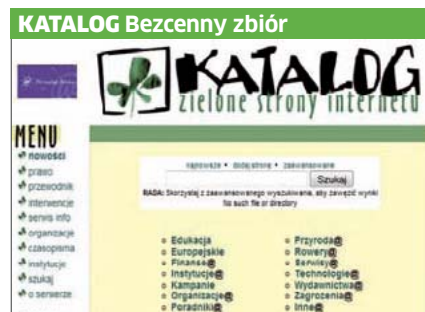 KATALOG Bezcenny zbiór
KATALOG
zielone strony internetu
MENU
nowości
prawo
przewodnik
interwencje
serwis info
organizacje
czasopisma
instytucje
szukaj
o serwerze
najnowsze • dodaj stronę • zaawansowane
Szukaj
RADA: Skorzystaj z zaawansowanego wyszukiwania, aby zawęzić wyniki
No such file or directory
Edukacja
Europejskie
Finanse@
Instytucje@
Kampanie
Organizacje@
Poradniki@
Przyroda@
Rowery@
Serwisy@
Technologie@
Wydawnictwa@
Zagrożenia@
Inne@